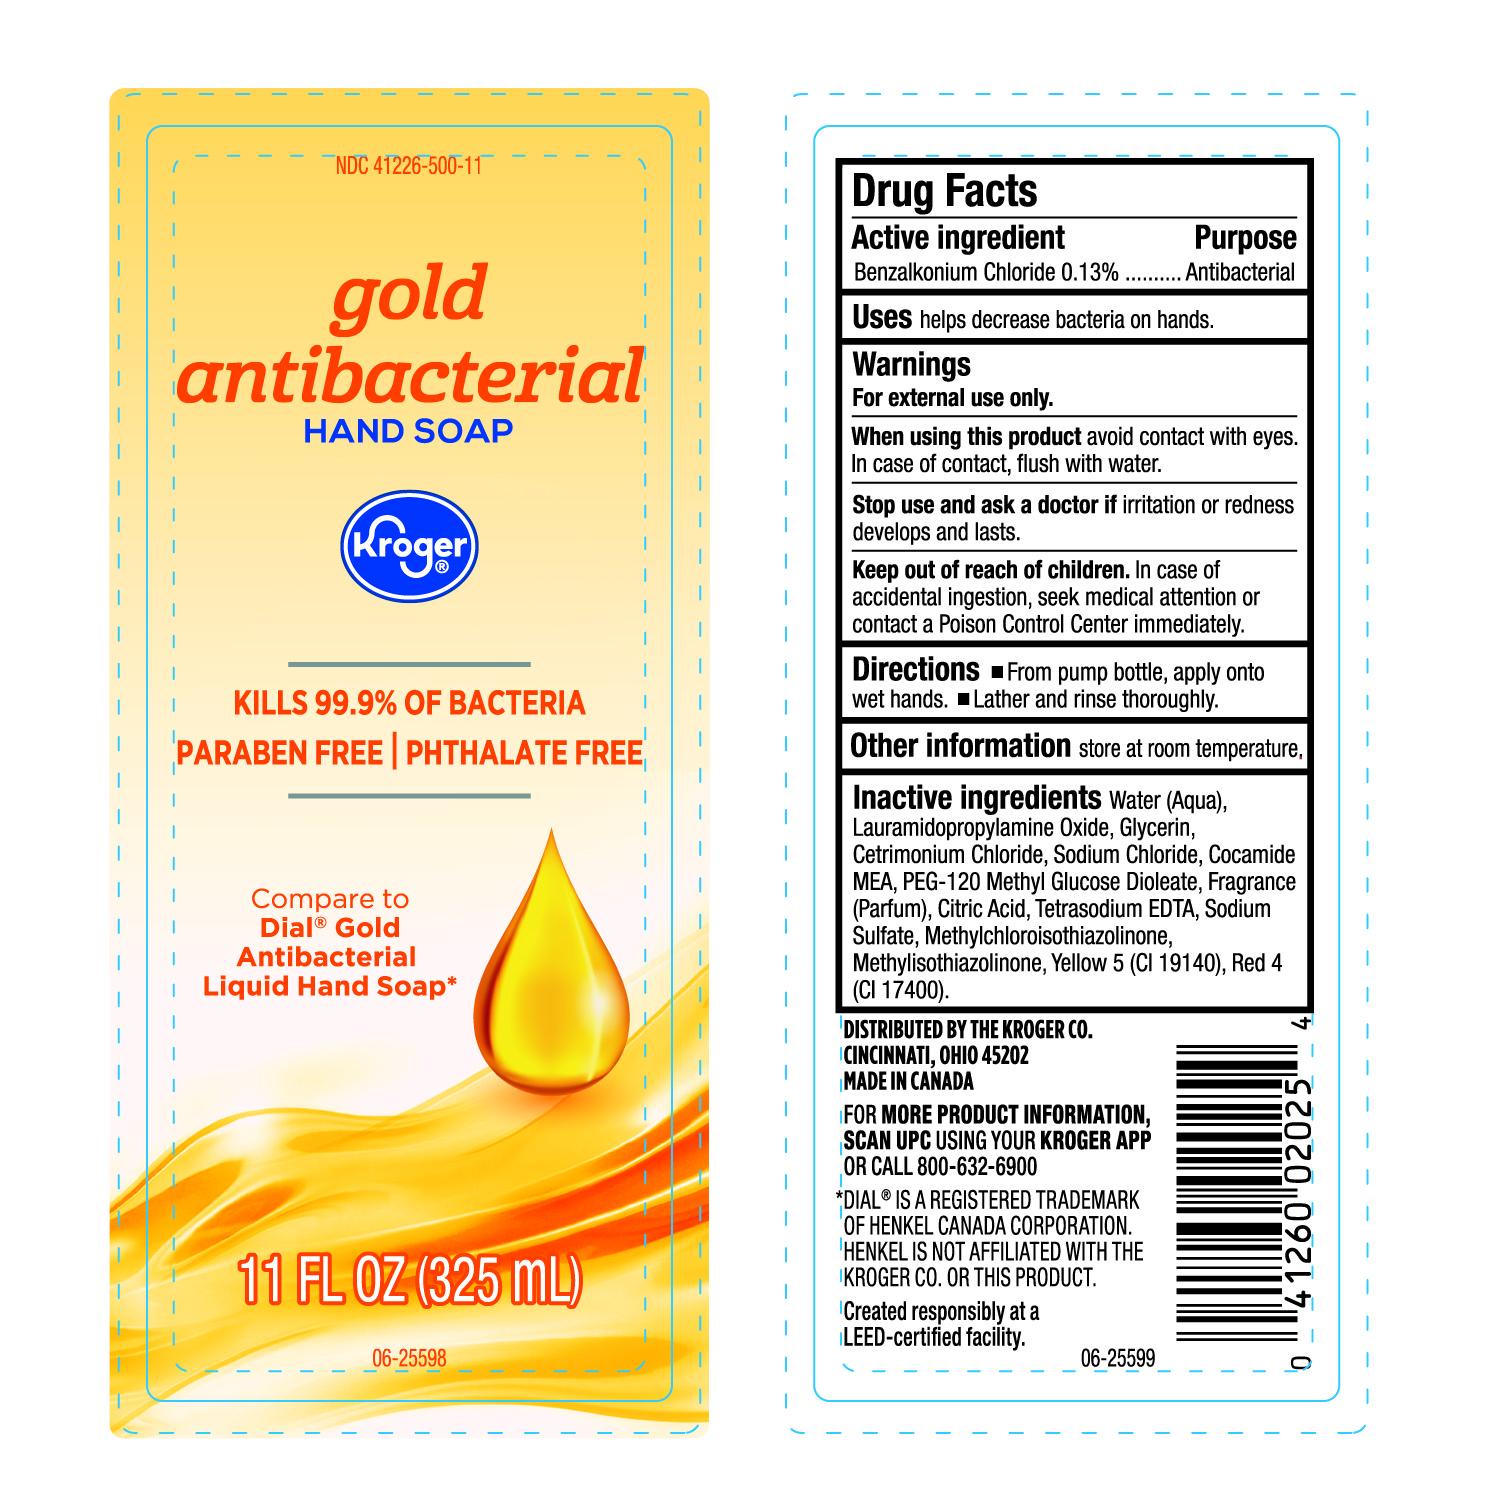 NDC 41226-500-11
gold
antibacterial
HAND SOAP
Kroger®
KILLS 99.9% OF BACTERIA
PARABEN FREE | PHTHALATE FREE
Compare to
Dial® Gold
Antibacterial
Liquid Hand Soap*
11 FL OZ (325 mL)
06-25598
Drug Facts
Active ingredient Purpose
Benzalkonium Chloride 0.13% .......... Antibacterial
Uses helps decrease bacteria on hands.
Warnings
For external use only.
When using this product avoid contact with eyes.
In case of contact, flush with water.
Stop use and ask a doctor if irritation or redness
develops and lasts.
Keep out of reach of children. In case of
accidental ingestion, seek medical attention or
contact a Poison Control Center immediately.
Directions ■ From pump bottle, apply onto
wet hands. ■ Lather and rinse thoroughly.
Other information store at room temperature.
Inactive ingredients Water (Aqua),
Lauramidopropylamine Oxide, Glycerin,
Cetrimonium Chloride, Sodium Chloride, Cocamide
MEA, PEG-120 Methyl Glucose Dioleate, Fragrance
(Parfum), Citric Acid, Tetrasodium EDTA, Sodium
Sulfate, Methylchloroisothiazolinone,
Methylisothiazolinone, Yellow 5 (CI 19140), Red 4
(CI 17400).
DISTRIBUTED BY THE KROGER CO.
CINCINNATI, OHIO 45202
MADE IN CANADA
FOR MORE PRODUCT INFORMATION,
SCAN UPC USING YOUR KROGER APP
OR CALL 800-632-6900
*DIAL® IS A REGISTERED TRADEMARK
OF HENKEL CANADA CORPORATION.
HENKEL IS NOT AFFILIATED WITH THE
KROGER CO. OR THIS PRODUCT.
Created responsibly at a
LEED-certified facility.
06-25599
0 41260 02025 4